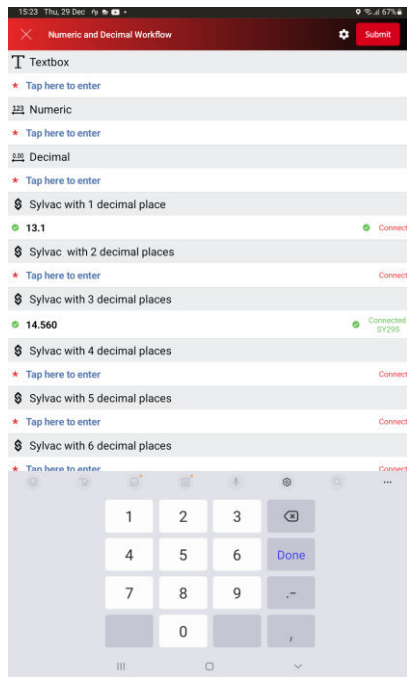 15:23 Thu, 29 Dec
67%
Numeric and Decimal Workflow
Submit
Textbox
* Tap here to enter
123 Numeric
* Tap here to enter
0.00 Decimal
* Tap here to enter
Sylvac with 1 decimal place
13.1 Connect
Sylvac with 2 decimal places
* Tap here to enter Connect
Sylvac with 3 decimal places
14.560 Connected
SY295
Sylvac with 4 decimal places
* Tap here to enter Connect
Sylvac with 5 decimal places
* Tap here to enter Connect
Sylvac with 6 decimal places
* Tap here to enter Connect
1 2 3
4 5 6 Done
7 8 9 .-
0 ,